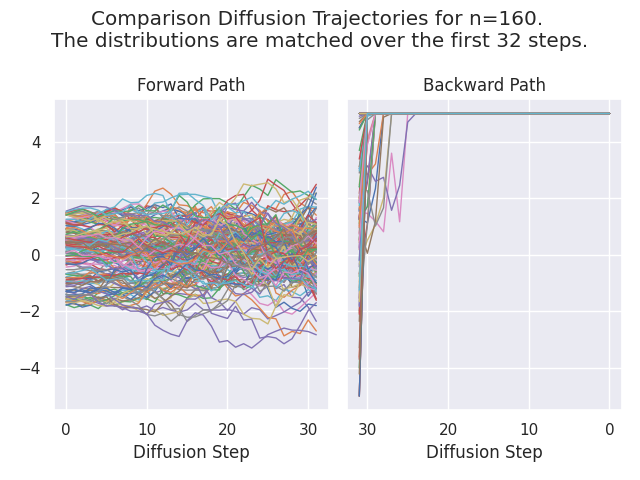 Comparison Diffusion Trajectories for n=160.
The distributions are matched over the first 32 steps.
Forward Path
Backward Path
4
2
0
−2
−4
0 10 20 30
30 20 10 0
Diffusion Step
Diffusion Step